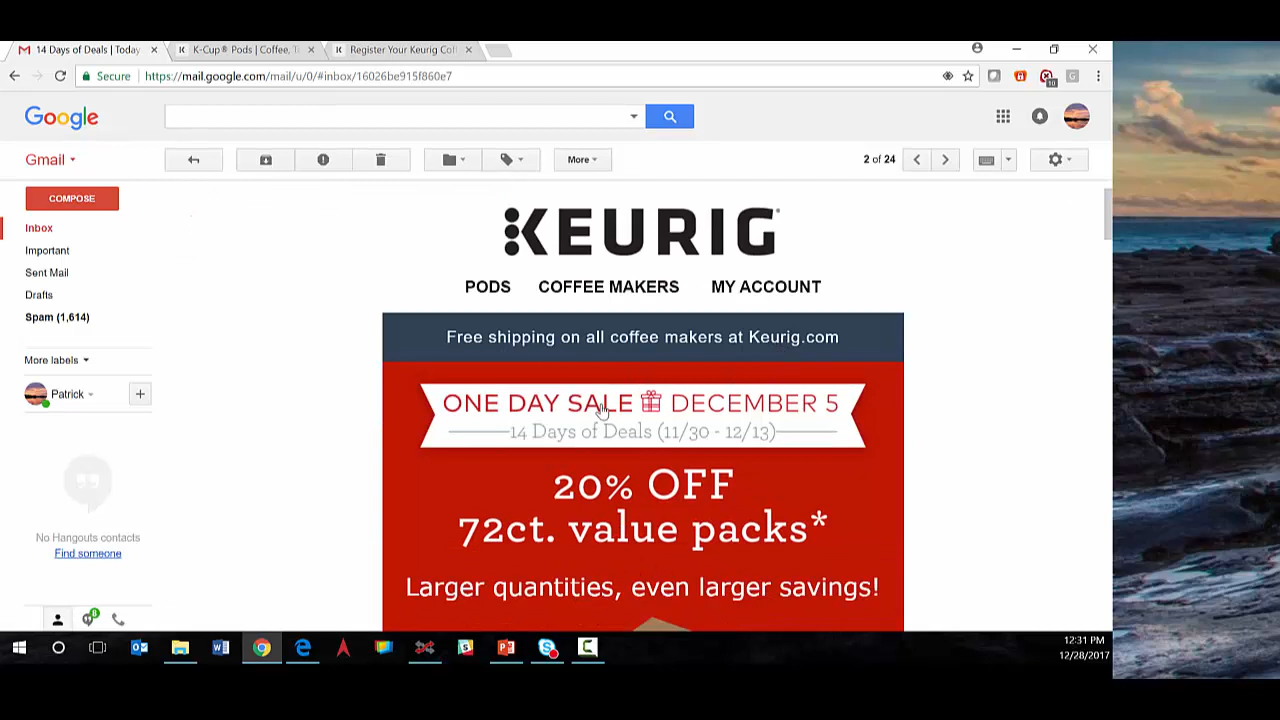 14 Days of Deals | Today
K-Cup® Pods | Coffee, T
Register Your Keurig Cof
Secure
https://mail.google.com/mail/u/0/#inbox/16026be915f860e7
10
Google
Gmail
More
2 of 24
COMPOSE
Inbox
Important
Sent Mail
Drafts
Spam (1,614)
More labels
Patrick
No Hangouts contacts
Find someone
8
KEURIG
PODS COFFEE MAKERS MY ACCOUNT
Free shipping on all coffee makers at Keurig.com
ONE DAY SALE DECEMBER 5
14 Days of Deals (11/30 - 12/13)
20% OFF
72ct. value packs*
Larger quantities, even larger savings!
12:31 PM
12/28/2017